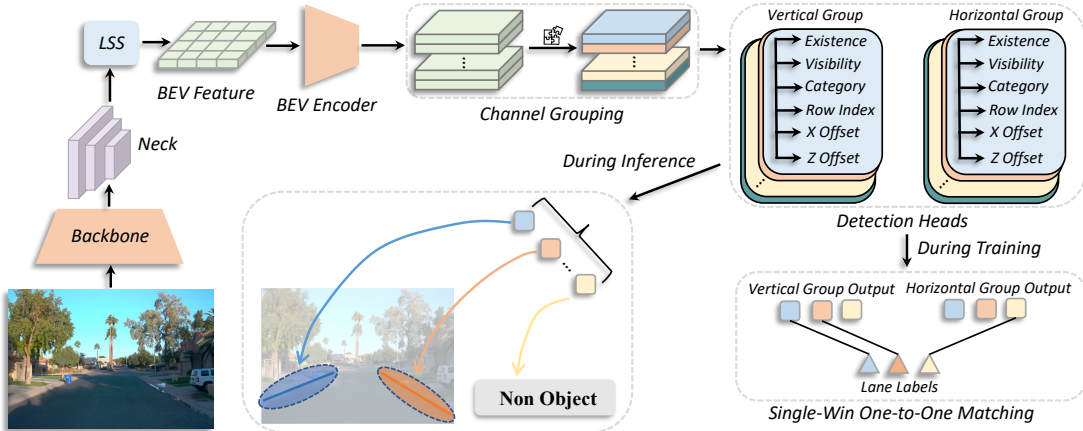 LSS
BEV Feature
BEV Encoder
Channel Grouping
Vertical Group
Existence
Visibility
Category
Row Index
X Offset
Z Offset
Horizontal Group
Existence
Visibility
Category
Row Index
X Offset
Z Offset
Detection Heads
Neck
Backbone
During Inference
Non Object
During Training
Vertical Group Output
Horizontal Group Output
Lane Labels
Single-Win One-to-One Matching